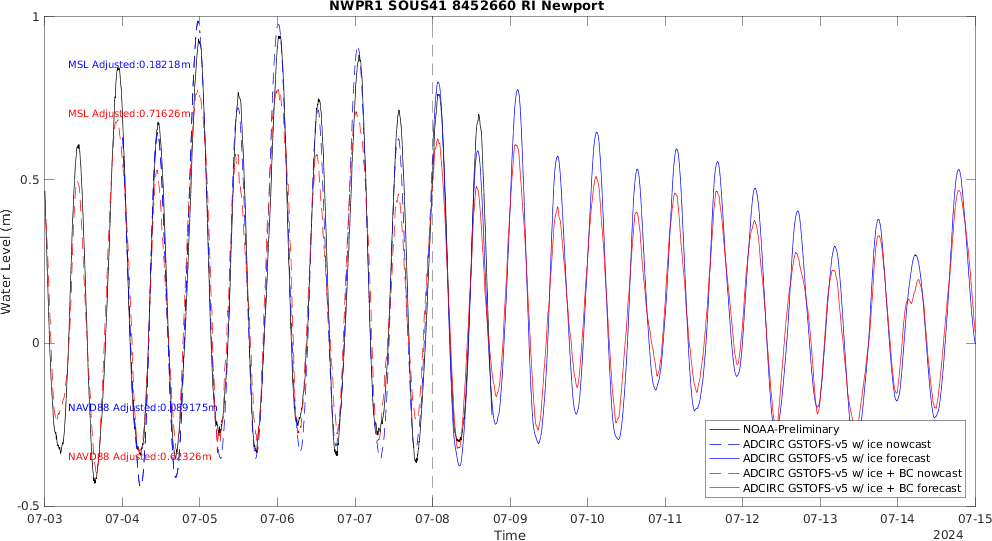 NWPR1 SOUS41 8452660 RI Newport
1
0.5
0
-0.5
Water Level (m)
MSL Adjusted:0.18218m
MSL Adjusted:0.71626m
NAVD88 Adjusted:0.089175m
NAVD88 Adjusted:0.62326m
NOAA-Preliminary
ADCIRC GSTOFS-v5 w/ ice nowcast
ADCIRC GSTOFS-v5 w/ ice forecast
ADCIRC GSTOFS-v5 w/ ice + BC nowcast
ADCIRC GSTOFS-v5 w/ ice + BC forecast
07-03 07-04 07-05 07-06 07-07 07-08 07-09 07-10 07-11 07-12 07-13 07-14 07-15
Time
2024